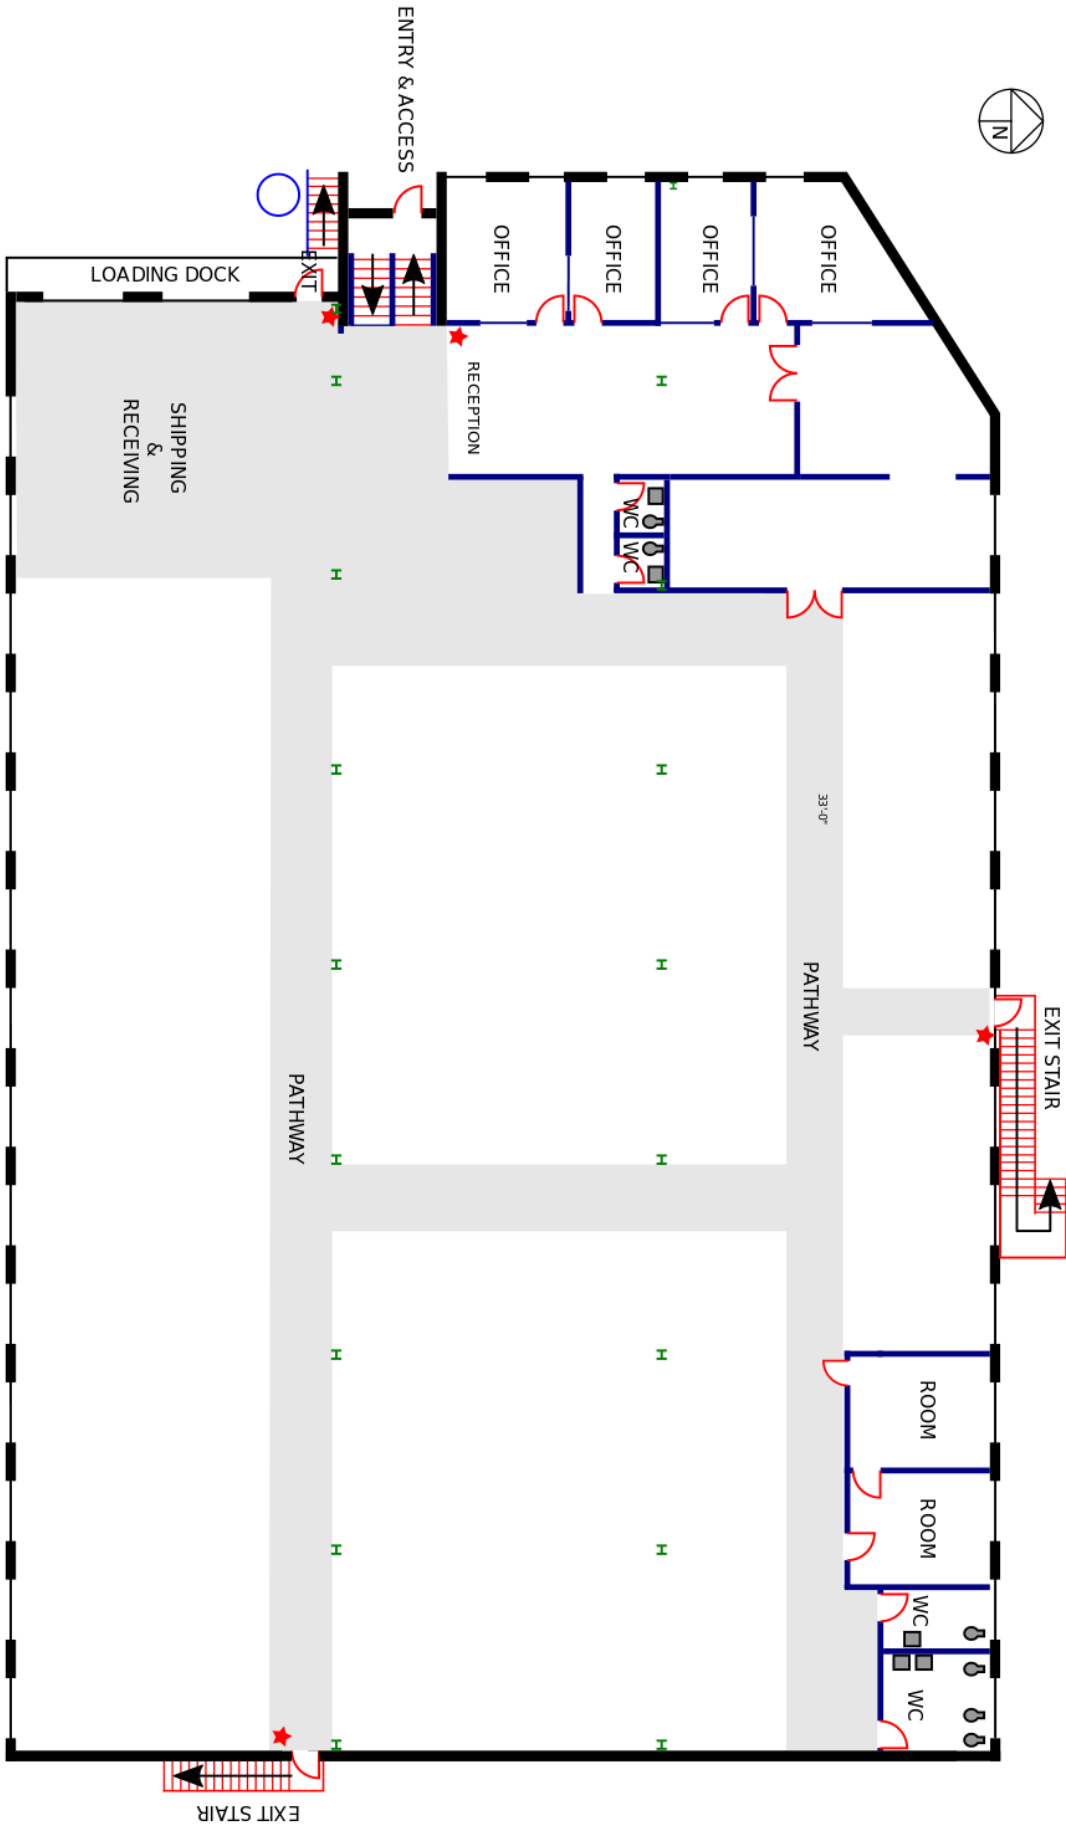 ENTRY & ACCESS
N
OFFICE
OFFICE
OFFICE
OFFICE
EXIT
LOADING DOCK
RECEPTION
SHIPPING
&
RECEIVING
WC
WC
33'-0"
PATHWAY
EXIT STAIR
PATHWAY
ROOM
ROOM
WC
WC
EXIT STAIR